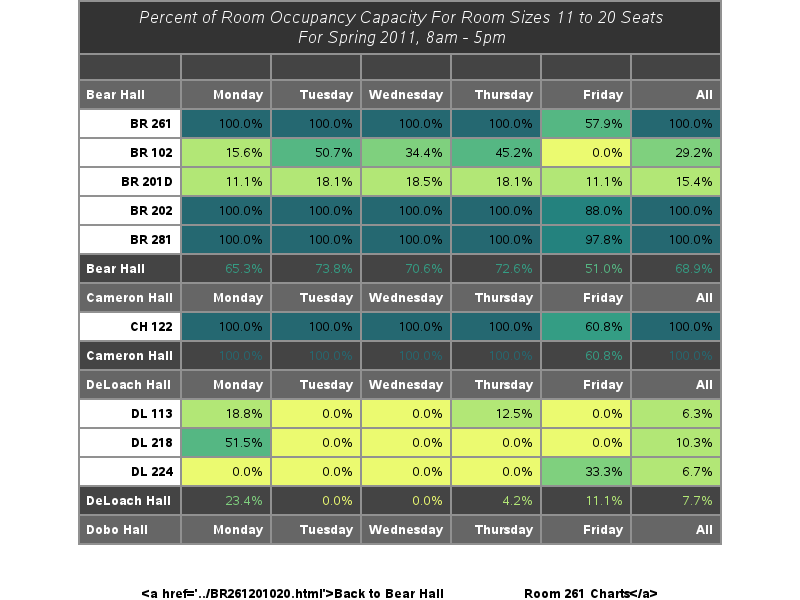 Percent of Room Occupancy Capacity For Room Sizes 11 to 20 Seats
For Spring 2011, 8am - 5pm
Bear Hall Monday Tuesday Wednesday Thursday Friday All
BR 261 100.0% 100.0% 100.0% 100.0% 57.9% 100.0%
BR 102 15.6% 50.7% 34.4% 45.2% 0.0% 29.2%
BR 201D 11.1% 18.1% 18.5% 18.1% 11.1% 15.4%
BR 202 100.0% 100.0% 100.0% 100.0% 88.0% 100.0%
BR 281 100.0% 100.0% 100.0% 100.0% 97.8% 100.0%
Bear Hall 65.3% 73.8% 70.6% 72.6% 51.0% 68.9%
Cameron Hall Monday Tuesday Wednesday Thursday Friday All
CH 122 100.0% 100.0% 100.0% 100.0% 60.8% 100.0%
Cameron Hall 100.0% 100.0% 100.0% 100.0% 60.8% 100.0%
DeLoach Hall Monday Tuesday Wednesday Thursday Friday All
DL 113 18.8% 0.0% 0.0% 12.5% 0.0% 6.3%
DL 218 51.5% 0.0% 0.0% 0.0% 0.0% 10.3%
DL 224 0.0% 0.0% 0.0% 0.0% 33.3% 6.7%
DeLoach Hall 23.4% 0.0% 0.0% 4.2% 11.1% 7.7%
Dobo Hall Monday Tuesday Wednesday Thursday Friday All
<a href='../BR261201020.html'>Back to Bear Hall Room 261 Charts</a>